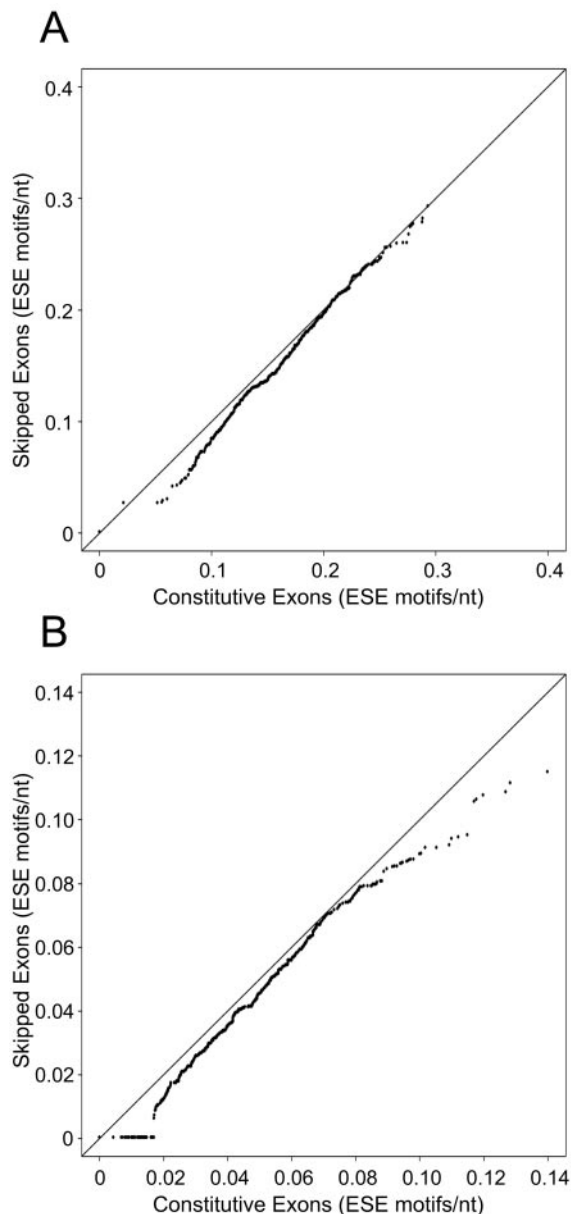 A
Skipped Exons (ESE motifs/nt)
0.4
0.3
0.2
0.1
0
0 0.1 0.2 0.3 0.4
Constitutive Exons (ESE motifs/nt)
B
Skipped Exons (ESE motifs/nt)
0.14
0.12
0.10
0.08
0.06
0.04
0.02
0
0 0.02 0.04 0.06 0.08 0.10 0.12 0.14
Constitutive Exons (ESE motifs/nt)